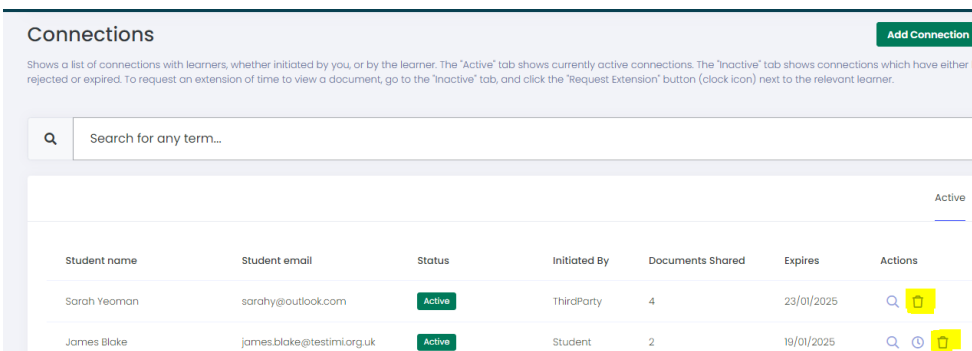 Connections
Add Connection
Shows a list of connections with learners, whether initiated by you, or by the learner. The "Active" tab shows currently active connections. The "Inactive" tab shows connections which have either
rejected or expired. To request an extension of time to view a document, go to the "Inactive" tab, and click the "Request Extension" button (clock icon) next to the relevant learner.
Search for any term...
Active
Student name Student email Status Initiated By Documents Shared Expires Actions
Sarah Yeoman sarahy@outlook.com Active ThirdParty 4 23/01/2025
James Blake james.blake@testimi.org.uk Active Student 2 19/01/2025